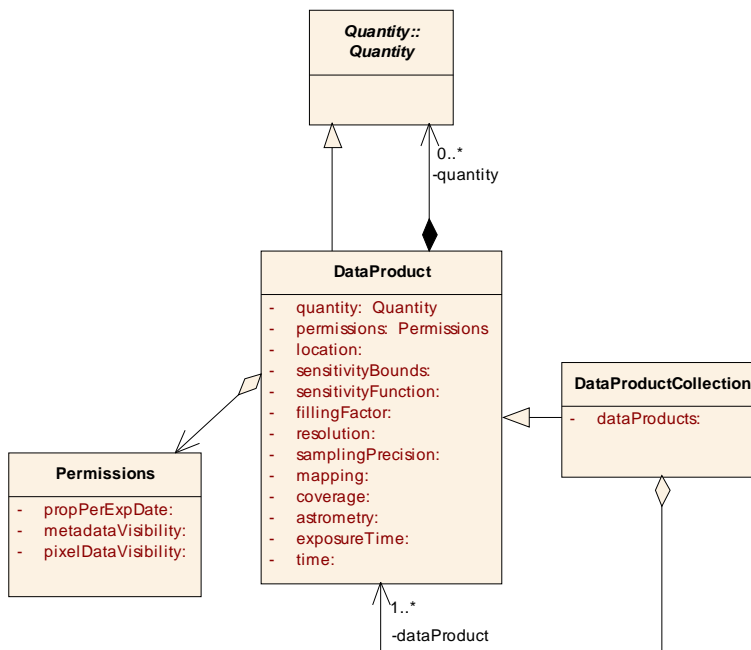 Quantity::
Quantity
0..*
-quantity
DataProduct
- quantity: Quantity
- permissions: Permissions
- location:
- sensitivityBounds:
- sensitivityFunction:
- fillingFactor:
- resolution:
- samplingPrecision:
- mapping:
- coverage:
- astrometry:
- exposureTime:
- time:
DataProductCollection
- dataProducts:
Permissions
- propPerExpDate:
- metadataVisibility:
- pixelDataVisibility:
1..*
-dataProduct